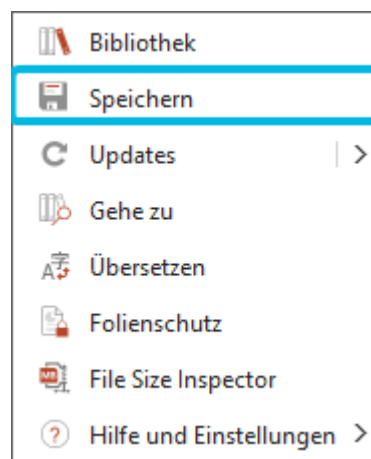 Bibliothek
Speichern
Updates
Gehe zu
Übersetzen
Folienschutz
File Size Inspector
Hilfe und Einstellungen